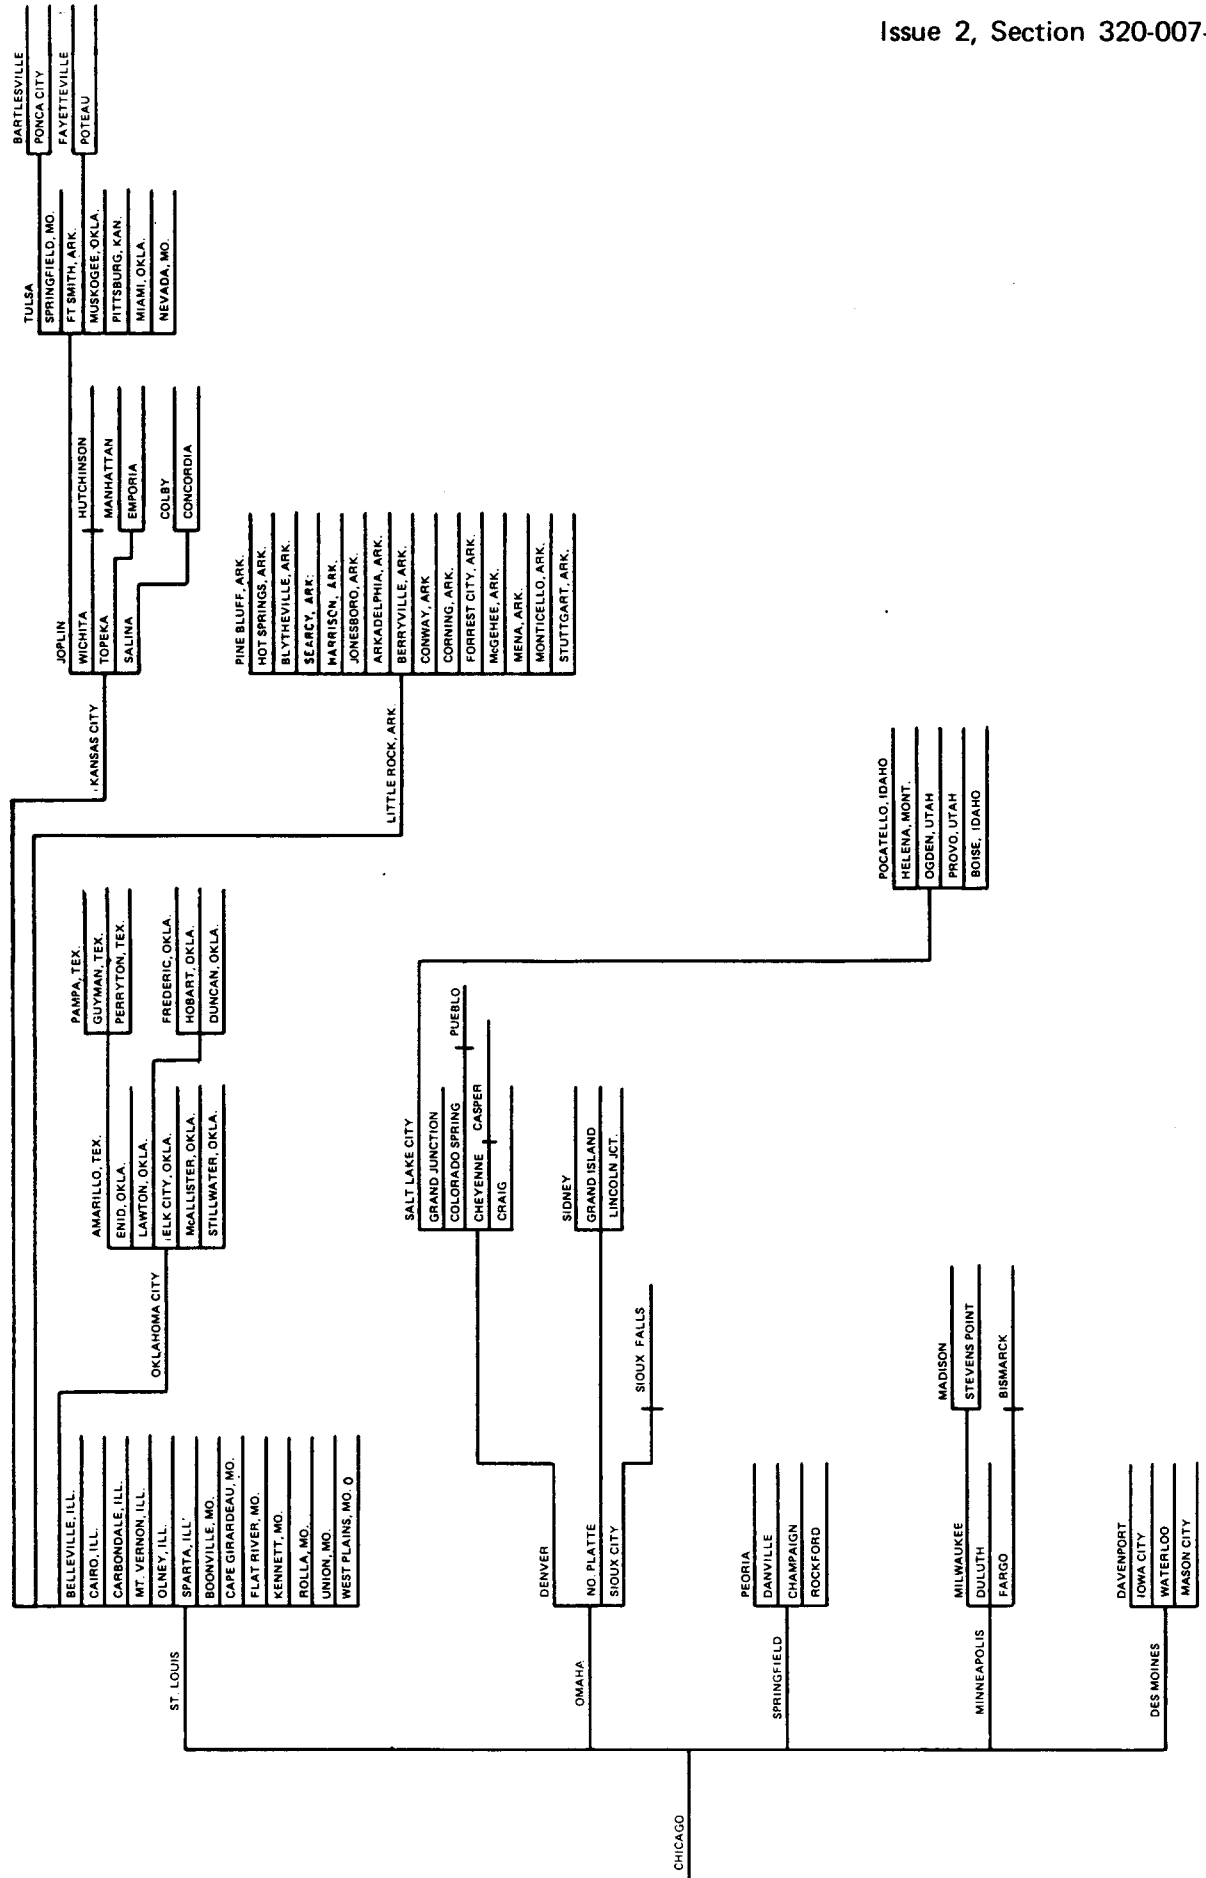 Issue 2, Section 320-007-
CHICAGO
ST. LOUIS
OMAHA
SPRINGFIELD
MINNEAPOLIS
DES MOINES
BELLEVILLE, ILL.
CAIRO, ILL.
CARBONDALE, ILL.
MT. VERNON, ILL.
OLNEY, ILL.
SPARTA, ILL'
BOONVILLE, MO.
CAPE GIRARDEAU, MO.
FLAT RIVER, MO.
KENNETT, MO.
ROLLA, MO.
UNION, MO.
WEST PLAINS, MO. O
DENVER
NO. PLATTE
SIOUX CITY
PEORIA
DANVILLE
CHAMPAIGN
ROCKFORD
MILWAUKEE
DULUTH
FARGO
DAVENPORT
IOWA CITY
WATERLOO
MASON CITY
OKLAHOMA CITY
SIOUX FALLS
MADISON
STEVENS POINT
BISMARCK
AMARILLO, TEX.
ENID, OKLA.
LAWTON, OKLA.
ELK CITY, OKLA.
McALLISTER, OKLA.
STILLWATER, OKLA.
SALT LAKE CITY
GRAND JUNCTION
COLORADO SPRING
PUEBLO
CHEYENNE
CASPER
CRAIG
SIDNEY
GRAND ISLAND
LINCOLN JCT.
PAMPA, TEX.
GUYMAN, TEX.
PERRYTON, TEX.
FREDERIC, OKLA.
HOBART, OKLA.
DUNCAN, OKLA.
POCATELLO, IDAHO
HELENA, MONT.
OGDEN, UTAH
PROVO, UTAH
BOISE, IDAHO
KANSAS CITY
LITTLE ROCK, ARK.
JOPLIN
WICHITA
TOPEKA
SALINA
HUTCHINSON
MANHATTAN
EMPORIA
COLBY
CONCORDIA
PINE BLUFF, ARK.
HOT SPRINGS, ARK.
BLYTHEVILLE, ARK.
SEARCY, ARK.
HARRISON, ARK.
JONESBORO, ARK.
ARKADELPHIA, ARK.
BERRYVILLE, ARK.
CONWAY, ARK
CORNING, ARK.
FORREST CITY, ARK.
McGEHEE, ARK.
MENA, ARK.
MONTICELLO, ARK.
STUTTGART, ARK.
TULSA
SPRINGFIELD, MO.
FT SMITH, ARK.
MUSKOGEE, OKLA.
PITTSBURG, KAN.
MIAMI, OKLA.
NEVADA, MO.
BARTLESVILLE
PONCA CITY
FAYETTEVILLE
POTEAU